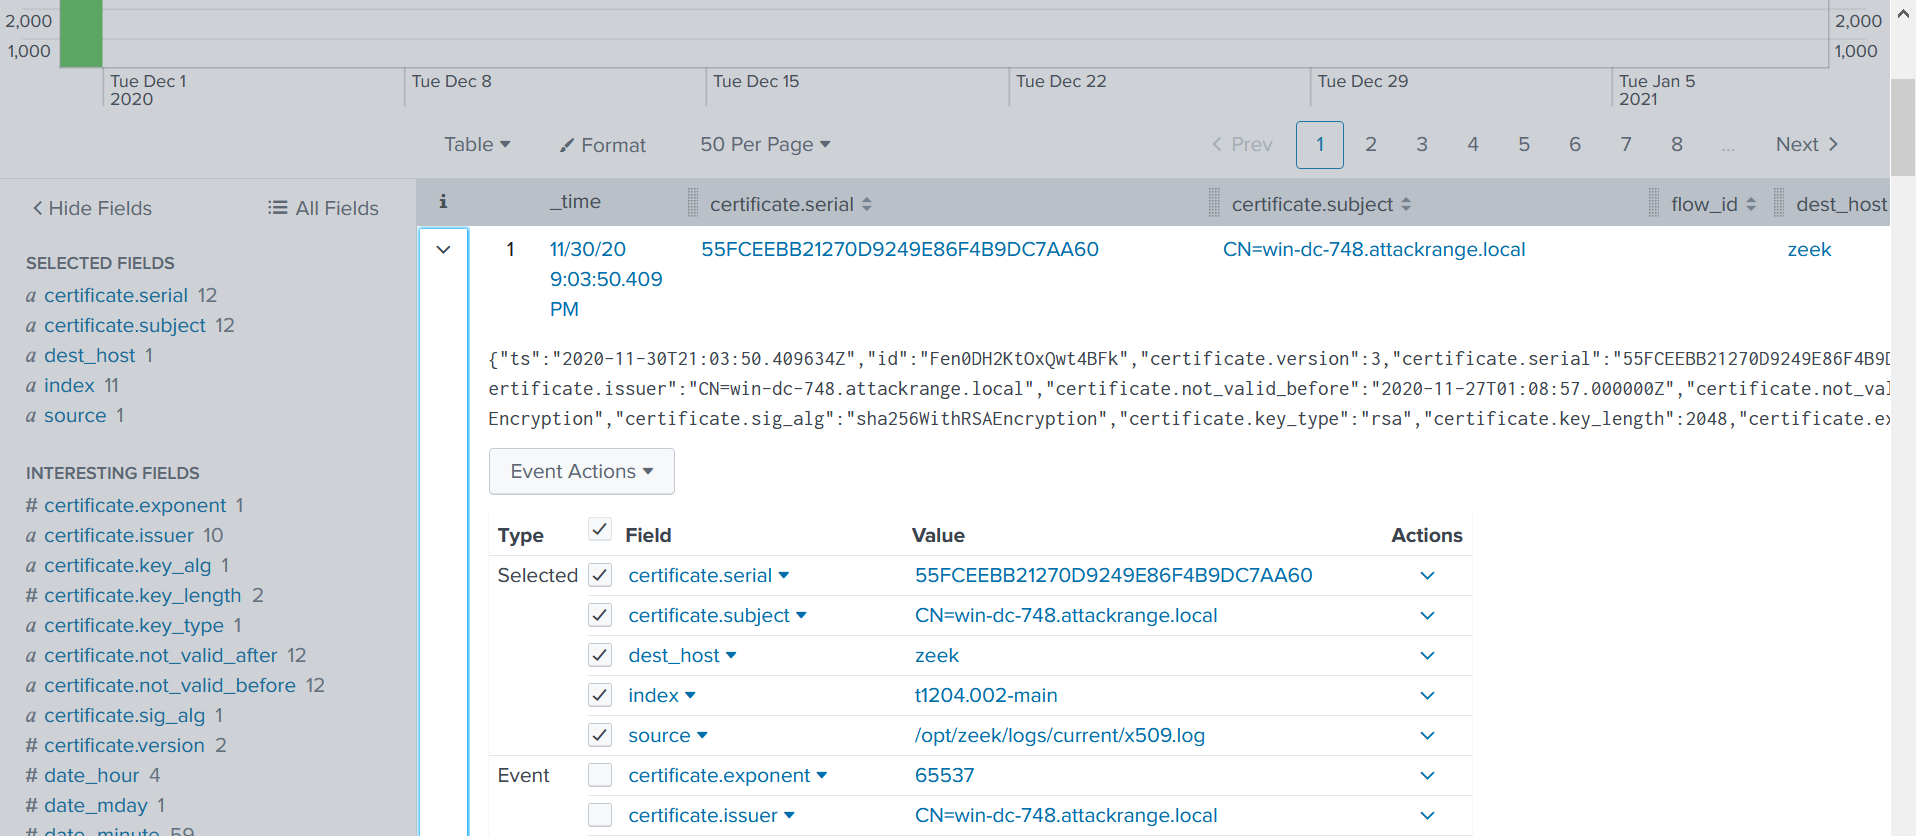 2,000
2,000
1,000
1,000
Tue Dec 1
2020
Tue Dec 8
Tue Dec 15
Tue Dec 22
Tue Dec 29
Tue Jan 5
2021
Table
Format
50 Per Page
Prev 1 2 3 4 5 6 7 8 ... Next
Hide Fields
All Fields
SELECTED FIELDS
a certificate.serial 12
a certificate.subject 12
a dest_host 1
a index 11
a source 1
INTERESTING FIELDS
# certificate.exponent 1
a certificate.issuer 10
a certificate.key_alg 1
# certificate.key_length 2
a certificate.key_type 1
a certificate.not_valid_after 12
a certificate.not_valid_before 12
a certificate.sig_alg 1
# certificate.version 2
# date_hour 4
# date_mday 1
# date_minute 59
i _time certificate.serial certificate.subject flow_id dest_host
1 11/30/20 55FCEEBB21270D9249E86F4B9DC7AA60 CN=win-dc-748.attackrange.local zeek
9:03:50.409
PM
{"ts":"2020-11-30T21:03:50.409634Z","id":"Fen0DH2KtOxQwt4BFk","certificate.version":3,"certificate.serial":"55FCEEBB21270D9249E86F4B9D
ertificate.issuer":"CN=win-dc-748.attackrange.local","certificate.not_valid_before":"2020-11-27T01:08:57.000000Z","certificate.not_val
Encryption","certificate.sig_alg":"sha256WithRSAEncryption","certificate.key_type":"rsa","certificate.key_length":2048,"certificate.ex
Event Actions
Type Field Value Actions
Selected certificate.serial 55FCEEBB21270D9249E86F4B9DC7AA60
certificate.subject CN=win-dc-748.attackrange.local
dest_host zeek
index t1204.002-main
source /opt/zeek/logs/current/x509.log
Event certificate.exponent 65537
certificate.issuer CN=win-dc-748.attackrange.local